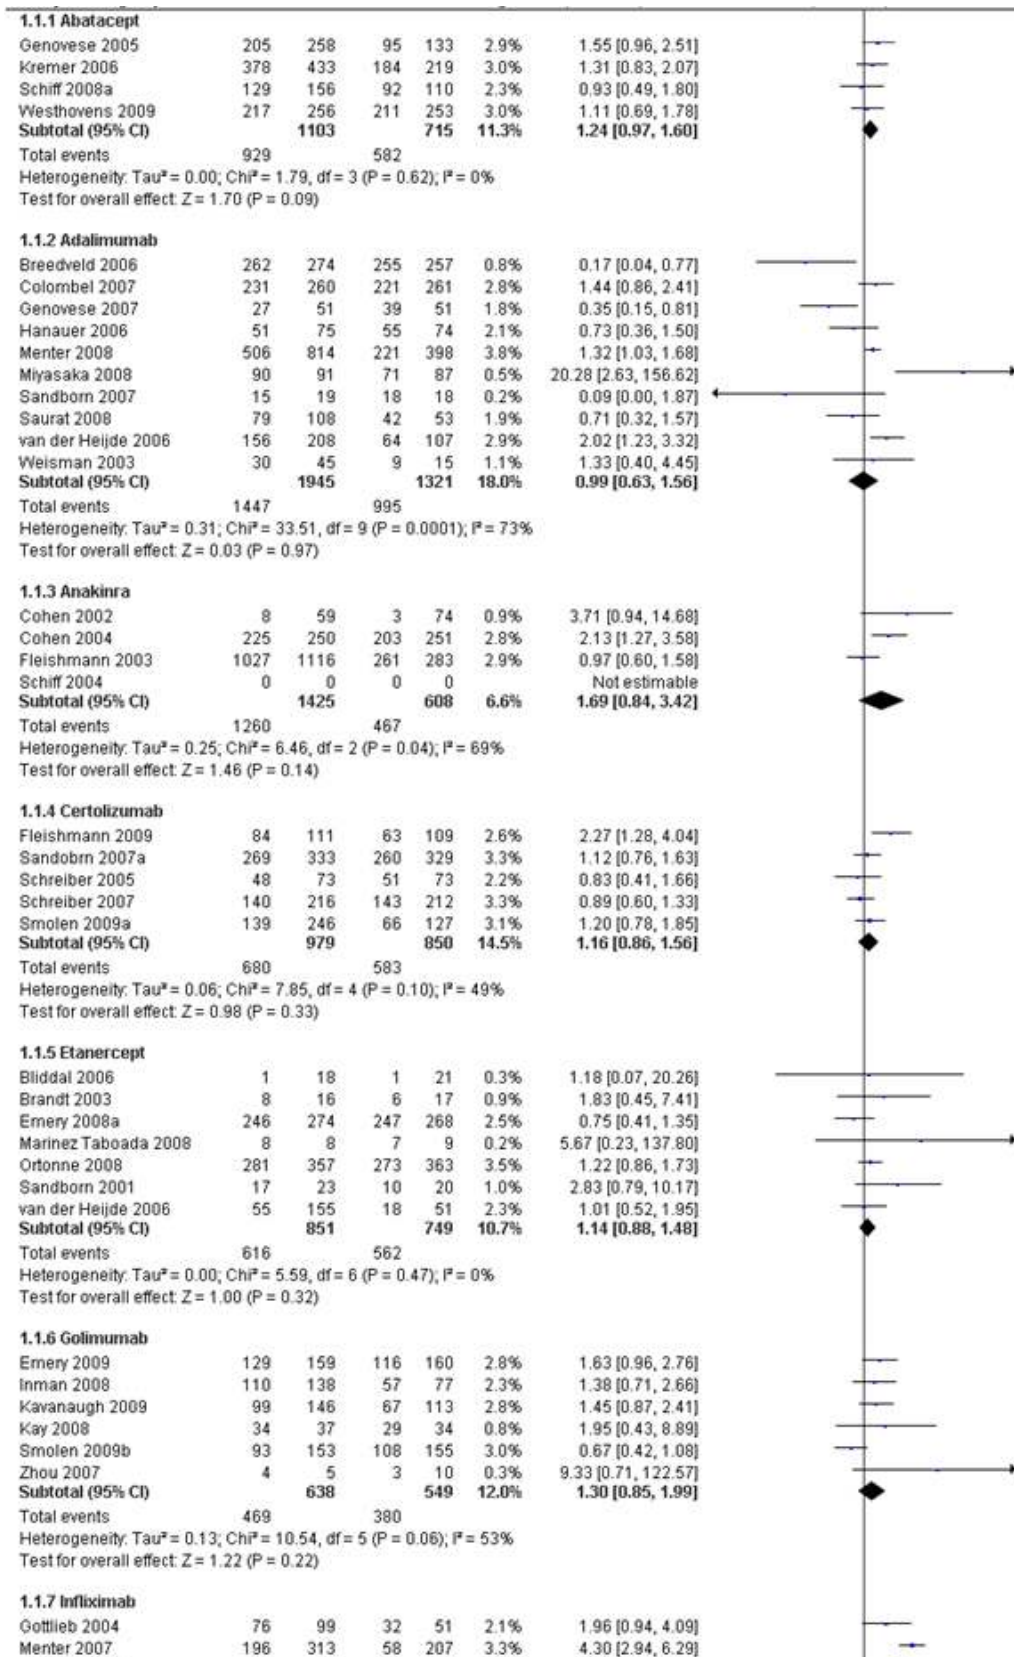 1.1.1 Abatacept
Genovese 2005 205 258 95 133 2.9% 1.55 [0.96, 2.51]
Kremer 2006 378 433 184 219 3.0% 1.31 [0.83, 2.07]
Schiff 2008a 129 156 92 110 2.3% 0.93 [0.49, 1.80]
Westhovens 2009 217 256 211 253 3.0% 1.11 [0.69, 1.78]
Subtotal (95% CI) 1103 715 11.3% 1.24 [0.97, 1.60]
Total events 929 582
Heterogeneity: Tau² = 0.00; Chi² = 1.79, df = 3 (P = 0.62); I² = 0%
Test for overall effect: Z = 1.70 (P = 0.09)
1.1.2 Adalimumab
Breedveld 2006 262 274 255 257 0.8% 0.17 [0.04, 0.77]
Colombel 2007 231 260 221 261 2.8% 1.44 [0.86, 2.41]
Genovese 2007 27 51 39 51 1.8% 0.35 [0.15, 0.81]
Hanauer 2006 51 75 55 74 2.1% 0.73 [0.36, 1.50]
Menter 2008 506 814 221 398 3.8% 1.32 [1.03, 1.68]
Miyasaka 2008 90 91 71 87 0.5% 20.28 [2.63, 156.62]
Sandborn 2007 15 19 18 18 0.2% 0.09 [0.00, 1.87]
Saurat 2008 79 108 42 53 1.9% 0.71 [0.32, 1.57]
van der Heijde 2006 156 208 64 107 2.9% 2.02 [1.23, 3.32]
Weisman 2003 30 45 9 15 1.1% 1.33 [0.40, 4.45]
Subtotal (95% CI) 1945 1321 18.0% 0.99 [0.63, 1.56]
Total events 1447 995
Heterogeneity: Tau² = 0.31; Chi² = 33.51, df = 9 (P = 0.0001); I² = 73%
Test for overall effect: Z = 0.03 (P = 0.97)
1.1.3 Anakinra
Cohen 2002 8 59 3 74 0.9% 3.71 [0.94, 14.68]
Cohen 2004 225 250 203 251 2.8% 2.13 [1.27, 3.58]
Fleishmann 2003 1027 1116 261 283 2.9% 0.97 [0.60, 1.58]
Schiff 2004 0 0 0 0 Not estimable
Subtotal (95% CI) 1425 608 6.6% 1.69 [0.84, 3.42]
Total events 1260 467
Heterogeneity: Tau² = 0.25; Chi² = 6.46, df = 2 (P = 0.04); I² = 69%
Test for overall effect: Z = 1.46 (P = 0.14)
1.1.4 Certolizumab
Fleishmann 2009 84 111 63 109 2.6% 2.27 [1.28, 4.04]
Sandobrn 2007a 269 333 260 329 3.3% 1.12 [0.76, 1.63]
Schreiber 2005 48 73 51 73 2.2% 0.83 [0.41, 1.66]
Schreiber 2007 140 216 143 212 3.3% 0.89 [0.60, 1.33]
Smolen 2009a 139 246 66 127 3.1% 1.20 [0.78, 1.85]
Subtotal (95% CI) 979 850 14.5% 1.16 [0.86, 1.56]
Total events 680 583
Heterogeneity: Tau² = 0.06; Chi² = 7.85, df = 4 (P = 0.10); I² = 49%
Test for overall effect: Z = 0.98 (P = 0.33)
1.1.5 Etanercept
Bliddal 2006 1 18 1 21 0.3% 1.18 [0.07, 20.26]
Brandt 2003 8 16 6 17 0.9% 1.83 [0.45, 7.41]
Emery 2008a 246 274 247 268 2.5% 0.75 [0.41, 1.35]
Marinez Taboada 2008 8 8 7 9 0.2% 5.67 [0.23, 137.80]
Ortonne 2008 281 357 273 363 3.5% 1.22 [0.86, 1.73]
Sandborn 2001 17 23 10 20 1.0% 2.83 [0.79, 10.17]
van der Heijde 2006 55 155 18 51 2.3% 1.01 [0.52, 1.95]
Subtotal (95% CI) 851 749 10.7% 1.14 [0.88, 1.48]
Total events 616 562
Heterogeneity: Tau² = 0.00; Chi² = 5.59, df = 6 (P = 0.47); I² = 0%
Test for overall effect: Z = 1.00 (P = 0.32)
1.1.6 Golimumab
Emery 2009 129 159 116 160 2.8% 1.63 [0.96, 2.76]
Inman 2008 110 138 57 77 2.3% 1.38 [0.71, 2.66]
Kavanaugh 2009 99 146 67 113 2.8% 1.45 [0.87, 2.41]
Kay 2008 34 37 29 34 0.8% 1.95 [0.43, 8.89]
Smolen 2009b 93 153 108 155 3.0% 0.67 [0.42, 1.08]
Zhou 2007 4 5 3 10 0.3% 9.33 [0.71, 122.57]
Subtotal (95% CI) 638 549 12.0% 1.30 [0.85, 1.99]
Total events 469 380
Heterogeneity: Tau² = 0.13; Chi² = 10.54, df = 5 (P = 0.06); I² = 53%
Test for overall effect: Z = 1.22 (P = 0.22)
1.1.7 Infliximab
Gottlieb 2004 76 99 32 51 2.1% 1.96 [0.94, 4.09]
Menter 2007 196 313 58 207 3.3% 4.30 [2.94, 6.29]